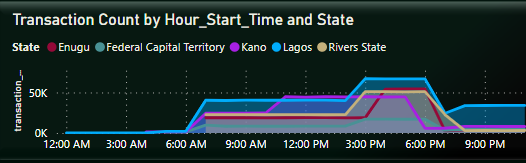 Transaction Count by Hour_Start_Time and State
State Enugu Federal Capital Territory Kano Lagos Rivers State
transaction_...
50K
0K
12:00 AM 3:00 AM 6:00 AM 9:00 AM 12:00 PM 3:00 PM 6:00 PM 9:00 PM